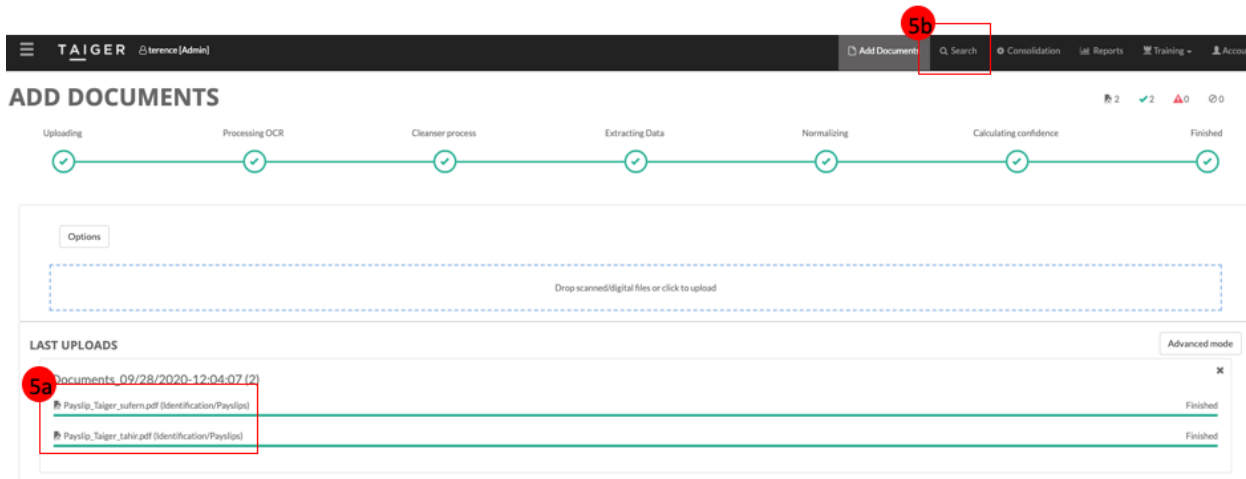 5b
TAIGER terence [Admin] Add Documents Search Consolidation Reports Training Accou
ADD DOCUMENTS
2 2 0 0
Uploading Processing OCR Cleanser process Extracting Data Normalizing Calculating confidence Finished
Options
Drop scanned/digital files or click to upload
LAST UPLOADS Advanced mode
5a Documents_09/28/2020-12:04:07 (2)
Payslip_Taiger_sufern.pdf (Identification/Payslips) Finished
Payslip_Taiger_tahir.pdf (Identification/Payslips) Finished